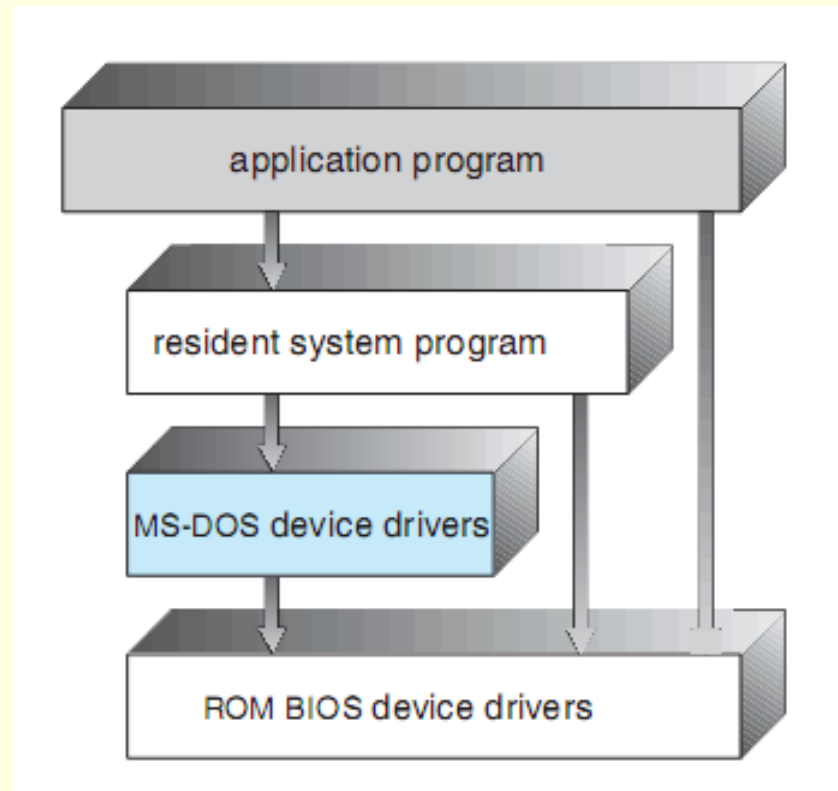 application program
resident system program
MS-DOS device drivers
ROM BIOS device drivers